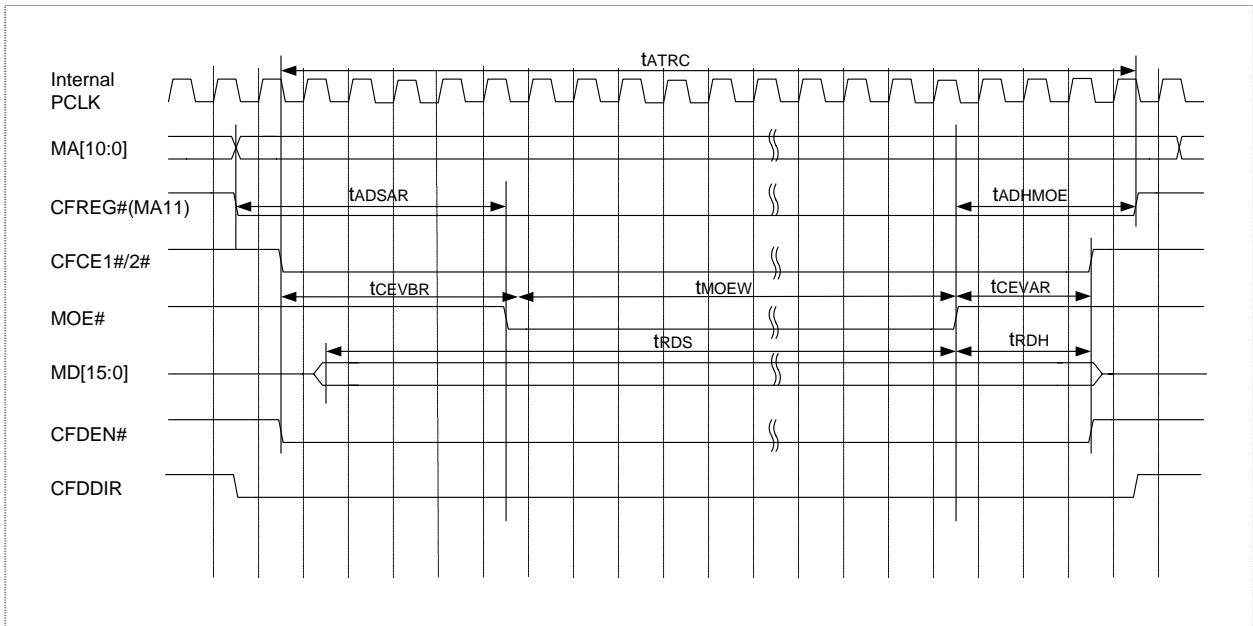 tATRC
Internal
PCLK
MA[10:0]
tADSAR
tADHMOE
CFREG#(MA11)
CFCE1#/2#
tCEVBR
tMOEW
tCEVAR
MOE#
tRDS
tRDH
MD[15:0]
CFDEN#
CFDDIR